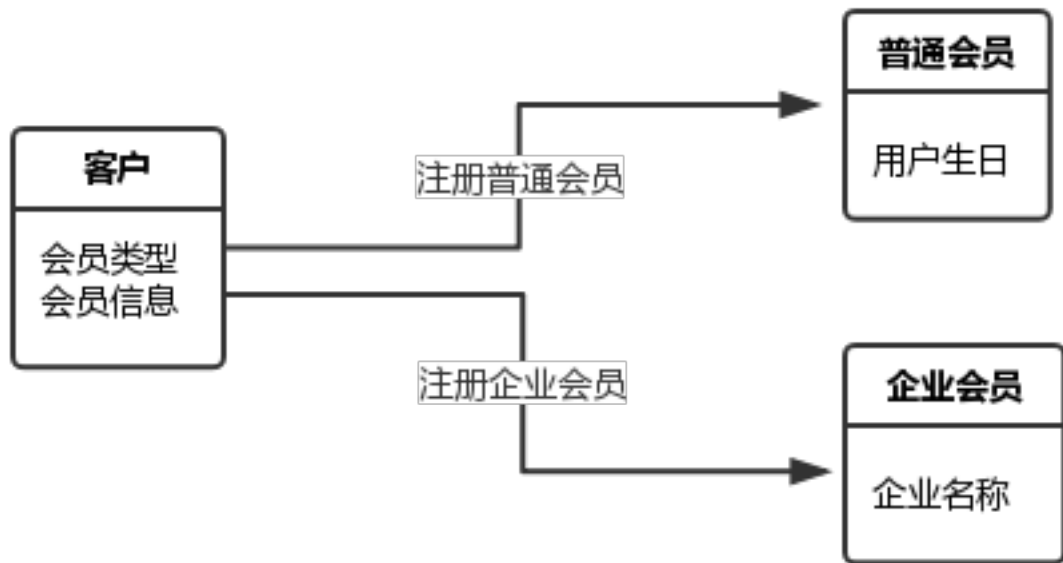 普通会员
用户生日
客户
会员类型
会员信息
注册普通会员
注册企业会员
企业会员
企业名称